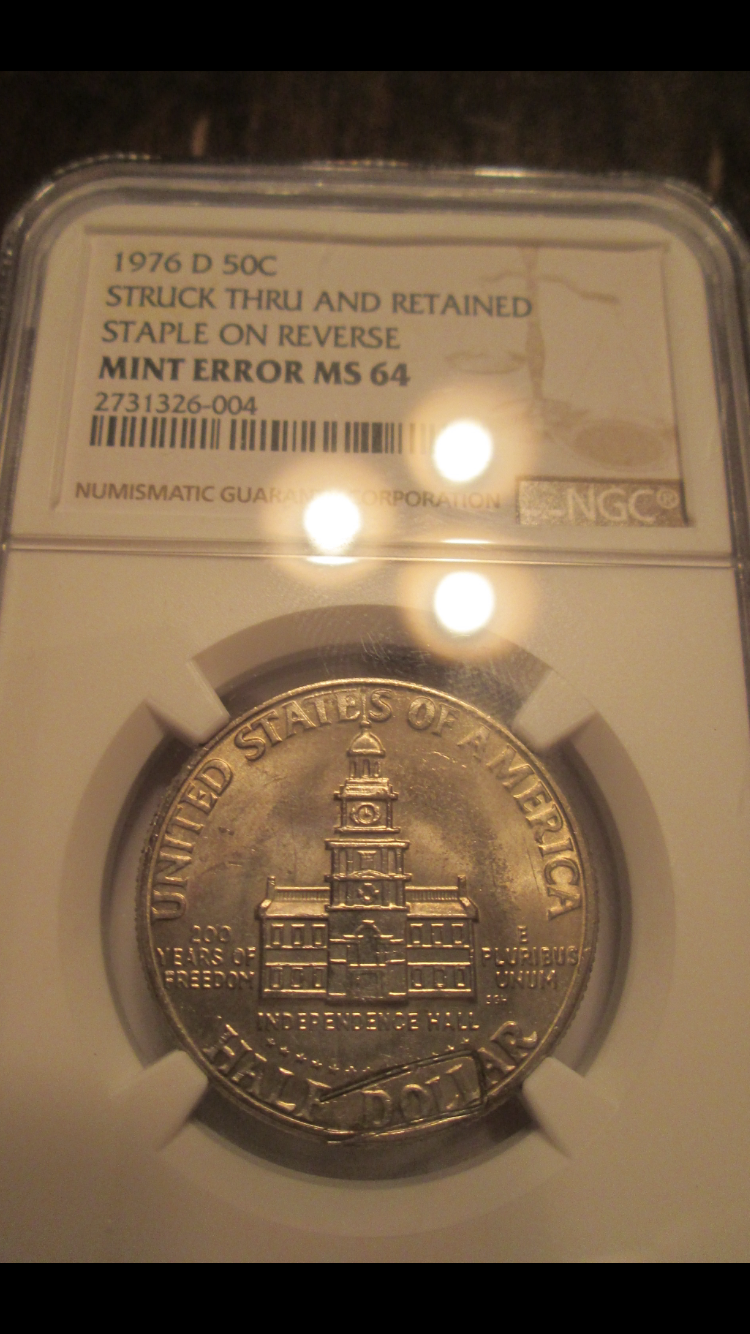 1976 D 50C
STRUCK THRU AND RETAINED
STAPLE ON REVERSE
MINT ERROR MS 64
2731326-004
NUMISMATIC GUARANTY CORPORATION
NGC®
UNITED STATES OF AMERICA
200
YEARS OF
FREEDOM
E
PLURIBUS
UNUM
INDEPENDENCE HALL
HALF DOLLAR